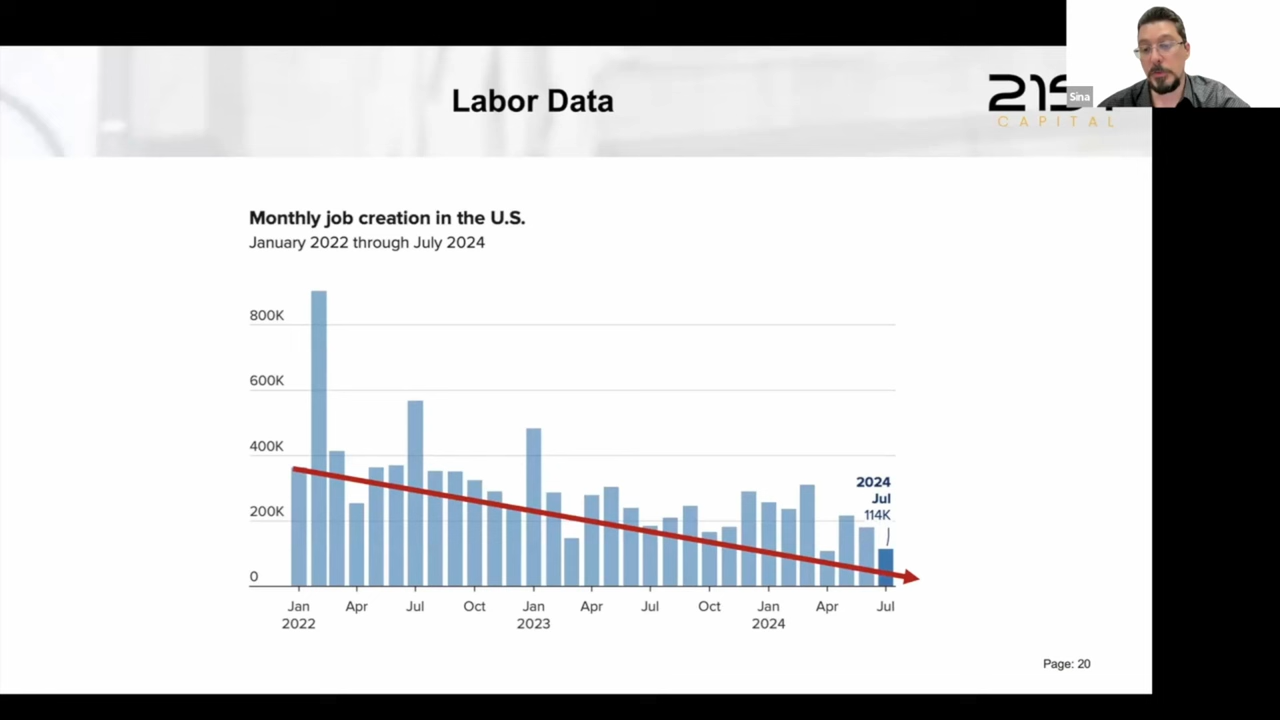 Labor Data
Sina
CAPITAL
Monthly job creation in the U.S.
January 2022 through July 2024
800K
600K
400K
200K
0
2024
Jul
114K
Jan Apr Jul Oct Jan Apr Jul Oct Jan Apr Jul
2022 2023 2024
Page: 20